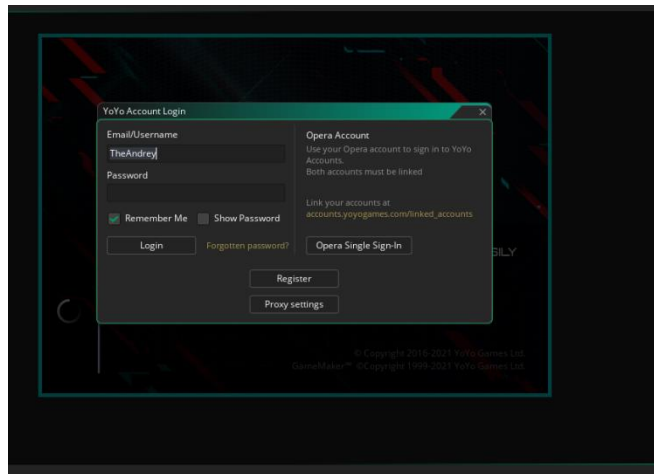 YoYo Account Login
Email/Username
TheAndrey
Password
Remember Me
Show Password
Login
Forgotten password?
Opera Account
Use your Opera account to sign in to YoYo
Accounts.
Both accounts must be linked
Link your accounts at
accounts.yoyogames.com/linked_accounts
Opera Single Sign-In
Register
Proxy settings
SILY
© Copyright 2016-2021 YoYo Games Ltd
GameMaker™ ©Copyright 1999-2021 YoYo Games Ltd